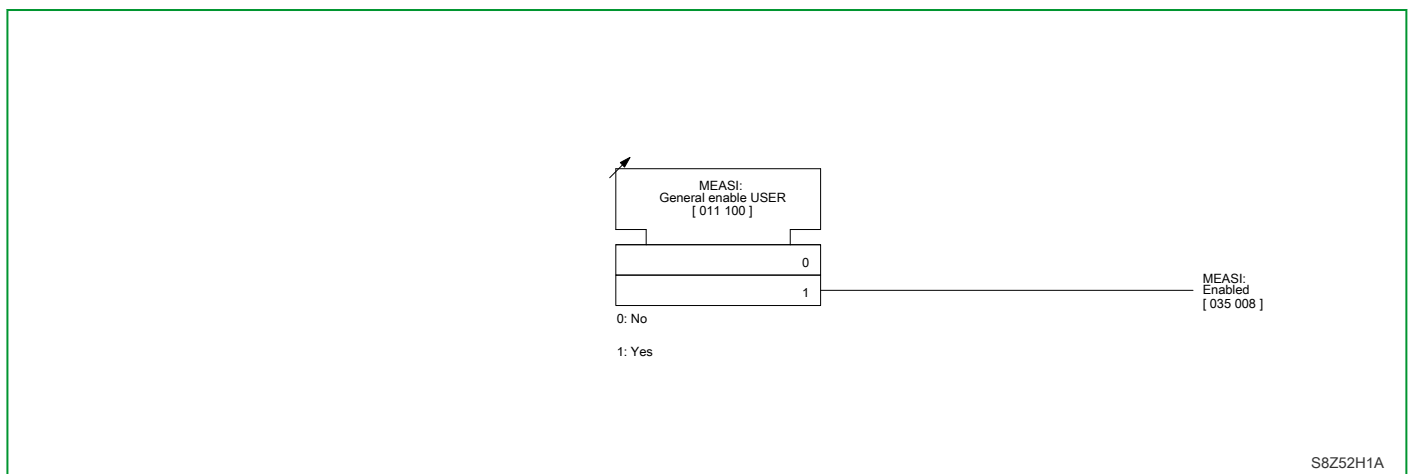 MEASI:
General enable USER
[ 011 100 ]
0
1
MEASI:
Enabled
[ 035 008 ]
0: No
1: Yes
S8Z52H1A